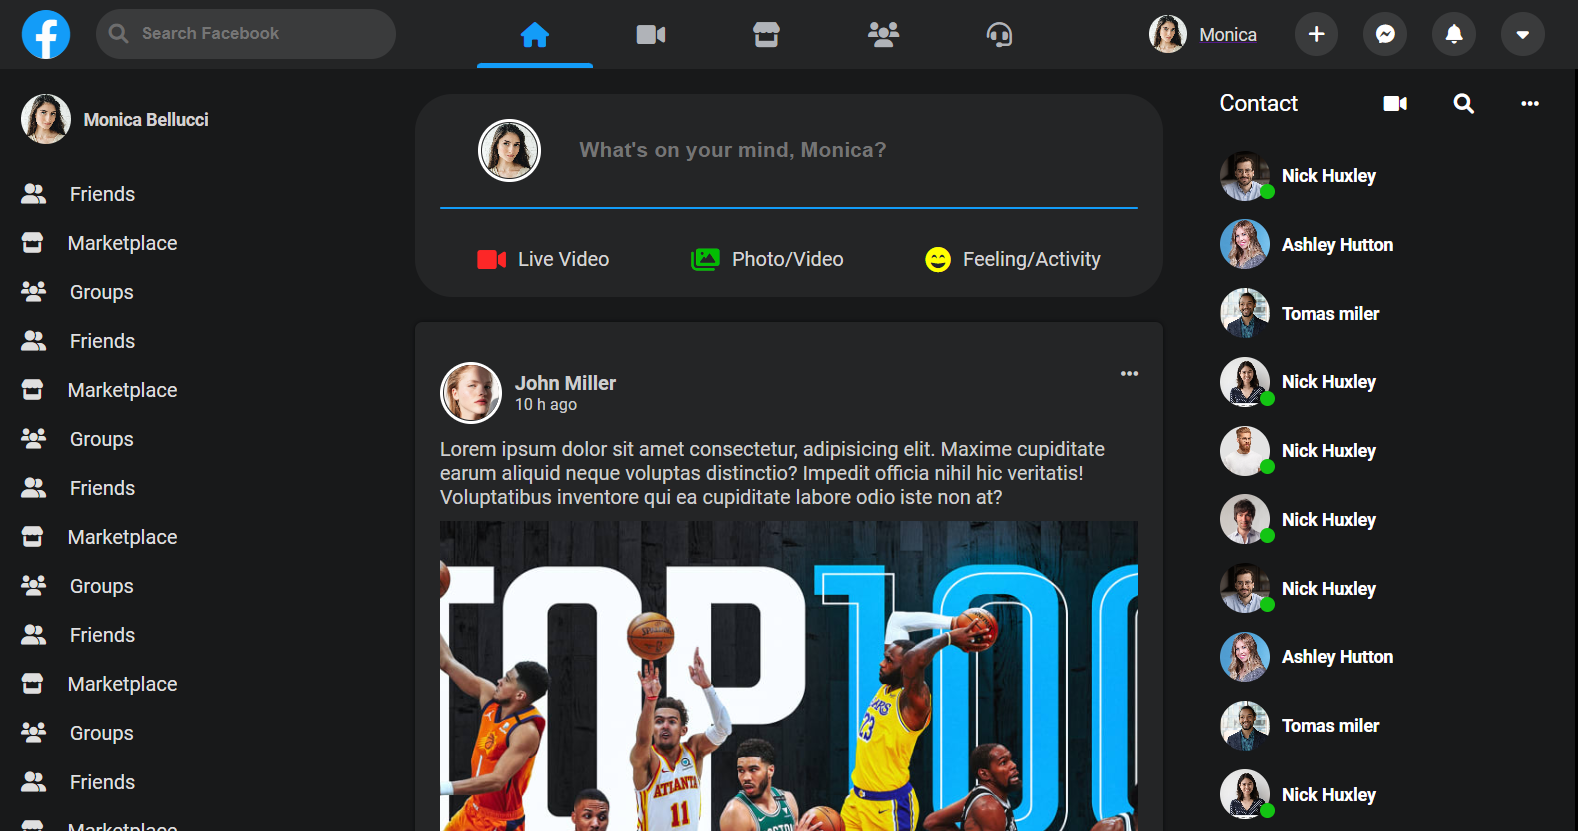 Search Facebook
Monica
Monica Bellucci
Friends
Marketplace
Groups
Friends
Marketplace
Groups
Friends
Marketplace
Groups
Friends
Marketplace
Groups
Friends
Marketplace
What's on your mind, Monica?
Live Video
Photo/Video
Feeling/Activity
John Miller
10 h ago
Lorem ipsum dolor sit amet consectetur, adipisicing elit. Maxime cupiditate
earum aliquid neque voluptas distinctio? Impedit officia nihil hic veritatis!
Voluptatibus inventore qui ea cupiditate labore odio iste non at?
TOP 100
SPALDING
23
ATLANTA
11
Contact
Nick Huxley
Ashley Hutton
Tomas miler
Nick Huxley
Nick Huxley
Nick Huxley
Nick Huxley
Ashley Hutton
Tomas miler
Nick Huxley